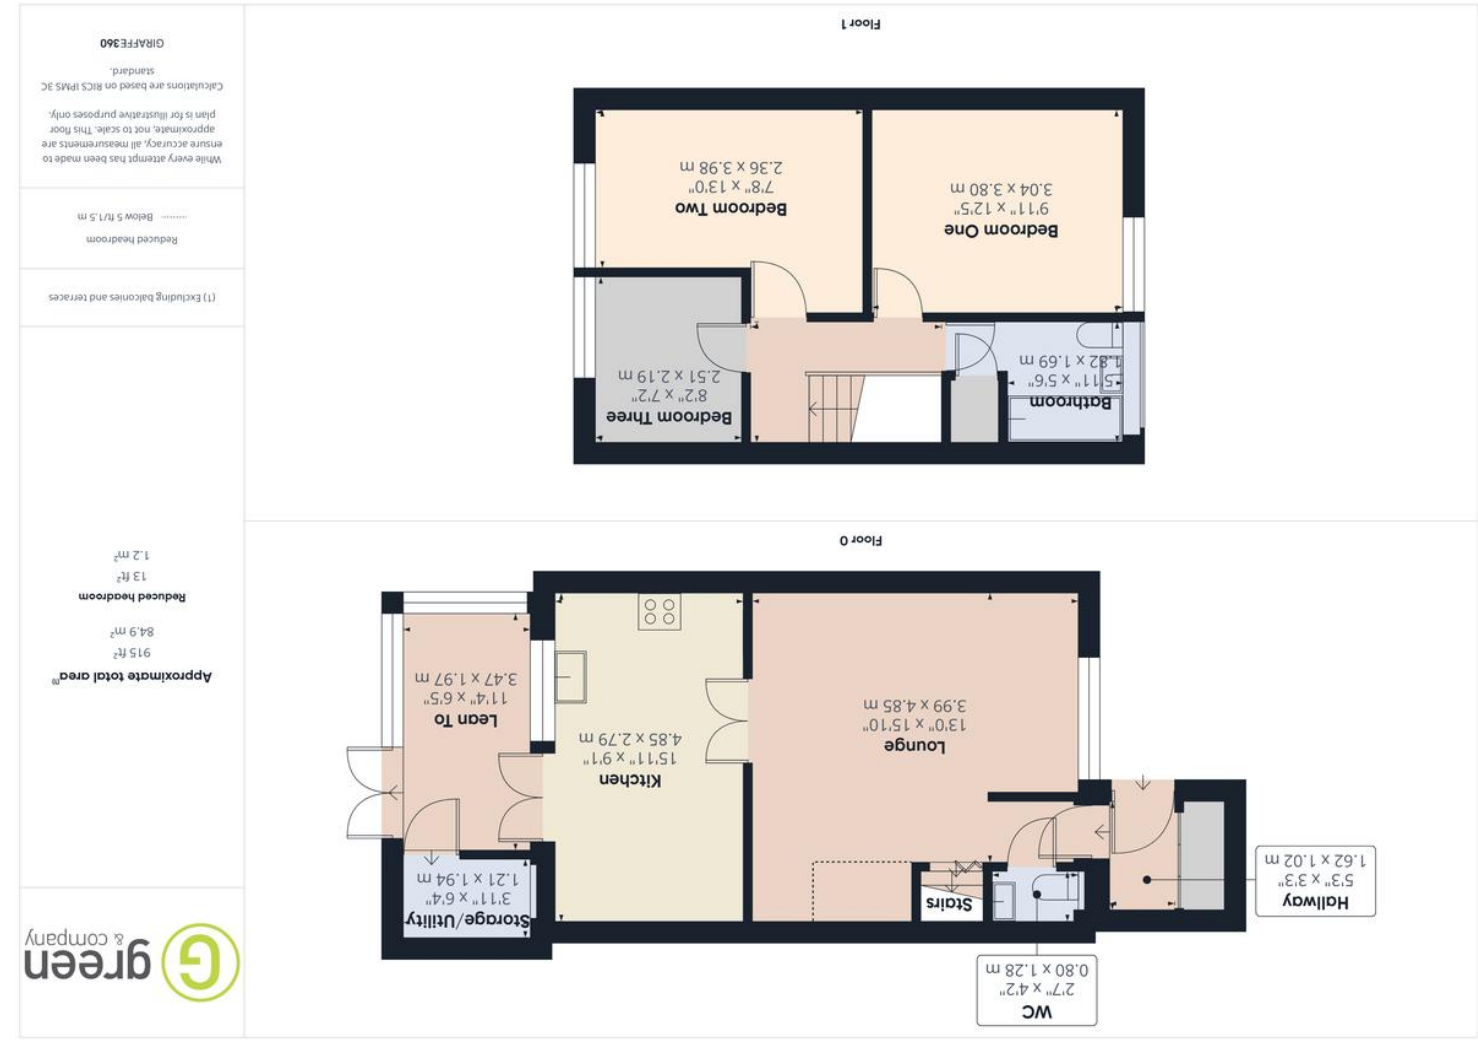 green
& company
Approximate total area⁽¹⁾
915 ft²
84.9 m²
Reduced headroom
13 ft²
1.2 m²
(1) Excluding balconies and terraces
Reduced headroom
Below 5 ft/1.5 m
While every attempt has been made to
ensure accuracy, all measurements are
approximate, not to scale. This floor
plan is for illustrative purposes only.
Calculations are based on RICS IPMS 3C
standard.
GIRAFFE360
WC
2'7" x 4'2"
0.80 x 1.28 m
Hallway
5'3" x 3'3"
1.62 x 1.02 m
Stairs
Storage/Utility
3'11" x 6'4"
1.21 x 1.94 m
Kitchen
15'11" x 9'1"
4.85 x 2.79 m
Lounge
13'0" x 15'10"
3.99 x 4.85 m
Lean To
11'4" x 6'5"
3.47 x 1.97 m
Floor 0
Bathroom
5'11" x 5'6"
1.82 x 1.69 m
Bedroom Three
8'2" x 7'2"
2.51 x 2.19 m
Bedroom One
9'11" x 12'5"
3.04 x 3.80 m
Bedroom Two
7'8" x 13'0"
2.36 x 3.98 m
Floor 1